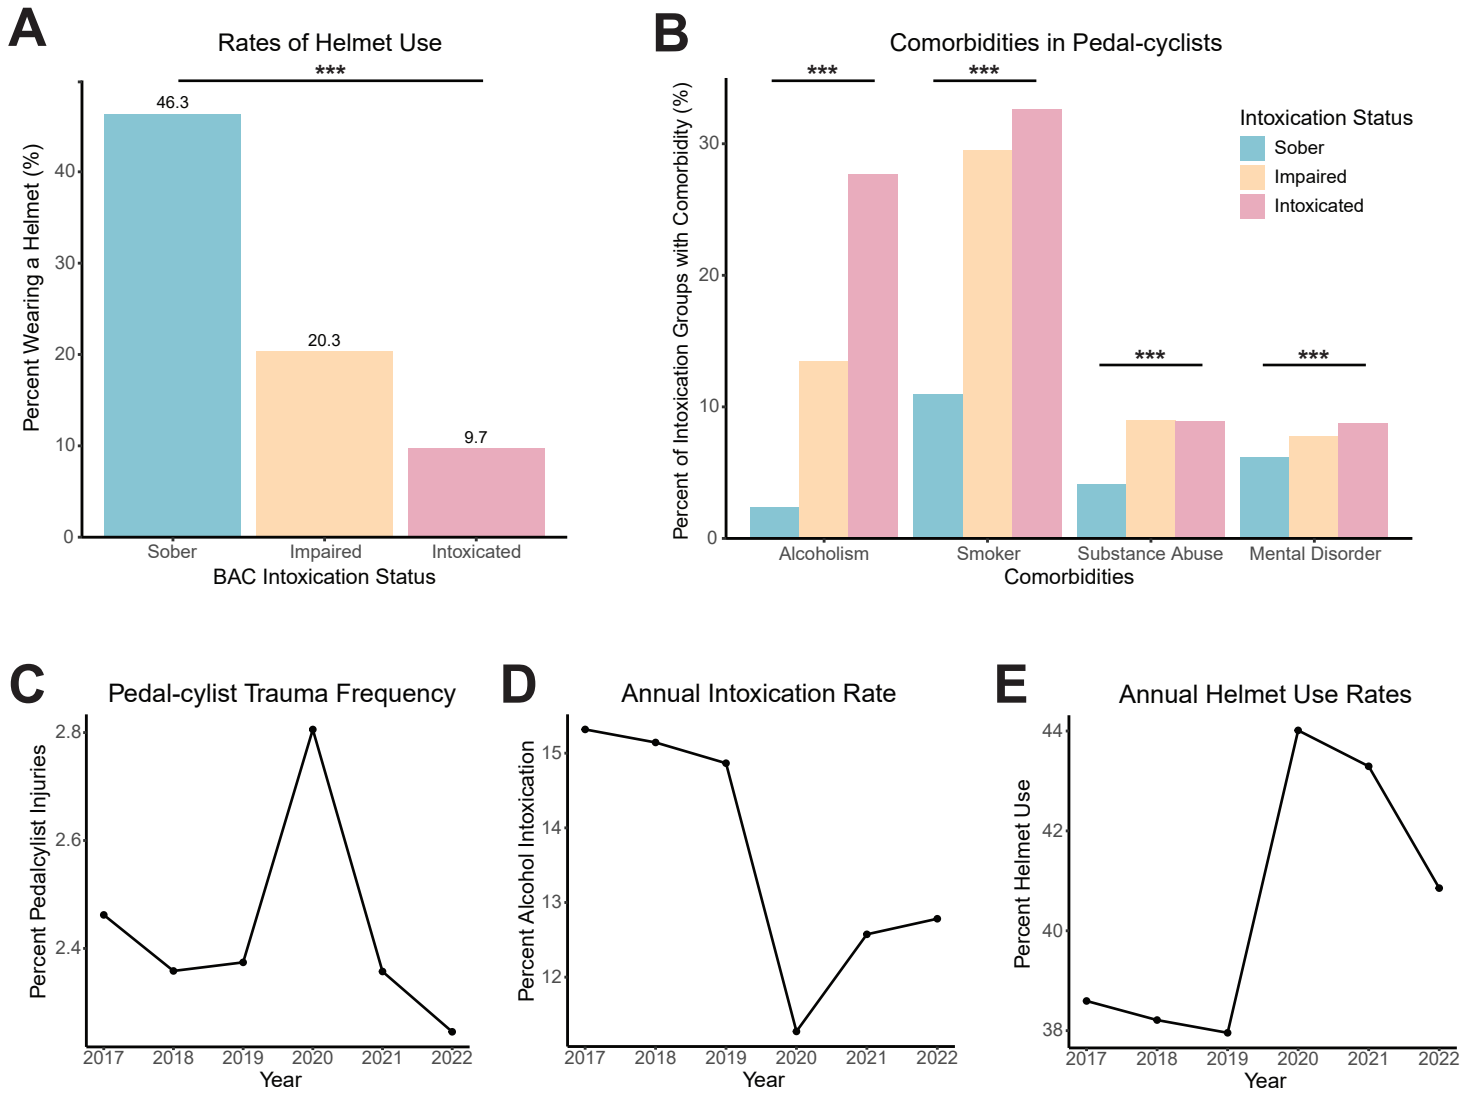 A
Rates of Helmet Use
***
46.3
20.3
9.7
40
30
20
10
0
Percent Wearing a Helmet (%)
Sober Impaired Intoxicated
BAC Intoxication Status
B
Comorbidities in Pedal-cyclists
*** ***
*** ***
30
20
10
0
Percent of Intoxication Groups with Comorbidity (%)
Intoxication Status
Sober
Impaired
Intoxicated
Alcoholism Smoker Substance Abuse Mental Disorder
Comorbidities
C
Pedal-cylist Trauma Frequency
2.8
2.6
2.4
Percent Pedalcylist Injuries
2017 2018 2019 2020 2021 2022
Year
D
Annual Intoxication Rate
15
14
13
12
Percent Alcohol Intoxication
2017 2018 2019 2020 2021 2022
Year
E
Annual Helmet Use Rates
44
42
40
38
Percent Helmet Use
2017 2018 2019 2020 2021 2022
Year